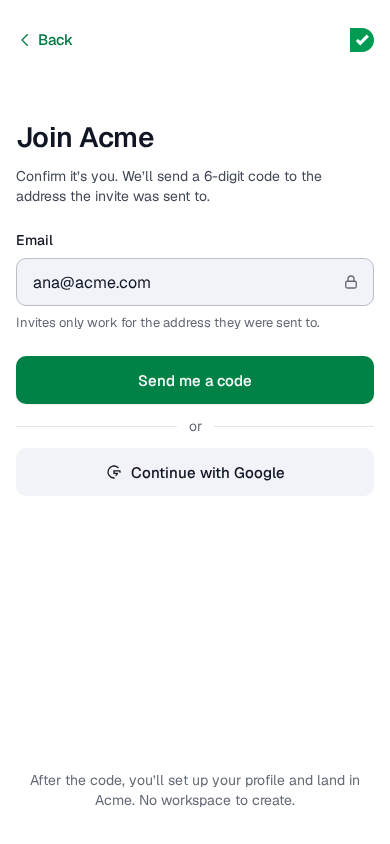 Back
Join Acme
Confirm it's you. We'll send a 6-digit code to the
address the invite was sent to.
Email
ana@acme.com
Invites only work for the address they were sent to.
Send me a code
or
Continue with Google
After the code, you'll set up your profile and land in
Acme. No workspace to create.